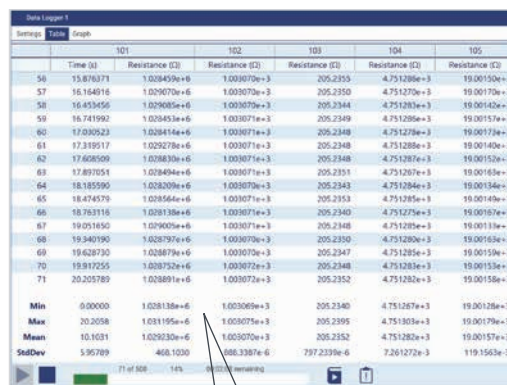 Data Logger 1
Settings Table Graph
101 102 103 104 105
Time (s) Resistance (Ω) Resistance (Ω) Resistance (Ω) Resistance (Ω) Resistance (Ω)
56 15.876371 1.028459e+6 1.003070e+3 205.2355 4.751286e+3 19.00150e+
57 16.164916 1.029070e+6 1.003070e+3 205.2350 4.751270e+3 19.00170e+
58 16.453456 1.029085e+6 1.003070e+3 205.2344 4.751283e+3 19.00142e+
59 16.741992 1.028453e+6 1.003071e+3 205.2349 4.751286e+3 19.00157e+
60 17.030523 1.028414e+6 1.003071e+3 205.2348 4.751278e+3 19.00173e+
61 17.319517 1.029278e+6 1.003071e+3 205.2348 4.751288e+3 19.00140e+
62 17.608509 1.028830e+6 1.003071e+3 205.2348 4.751287e+3 19.00152e+
63 17.897051 1.028494e+6 1.003071e+3 205.2351 4.751267e+3 19.00163e+
64 18.185590 1.028209e+6 1.003070e+3 205.2343 4.751284e+3 19.00134e+
65 18.474579 1.028564e+6 1.003071e+3 205.2353 4.751285e+3 19.00149e+
66 18.763116 1.028138e+6 1.003071e+3 205.2340 4.751275e+3 19.00167e+
67 19.051650 1.029005e+6 1.003071e+3 205.2348 4.751285e+3 19.00133e+
68 19.340190 1.028797e+6 1.003070e+3 205.2350 4.751280e+3 19.00163e+
69 19.628730 1.028879e+6 1.003070e+3 205.2347 4.751285e+3 19.00159e+
70 19.917255 1.028752e+6 1.003072e+3 205.2348 4.751283e+3 19.00153e+
71 20.205789 1.028891e+6 1.003072e+3 205.2352 4.751282e+3 19.00158e+
Min 0.00000 1.028138e+6 1.003069e+3 205.2340 4.751267e+3 19.00128e+
Max 20.2058 1.031195e+6 1.003075e+3 205.2395 4.751303e+3 19.00179e+
Mean 10.1031 1.029230e+6 1.003072e+3 205.2352 4.751282e+3 19.00157e+
StdDev 5.95789 468.1030 888.3387e-6 797.2339e-6 7.261272e-3 119.1563e-3
71 of 508 14% 00:02:08 remaining